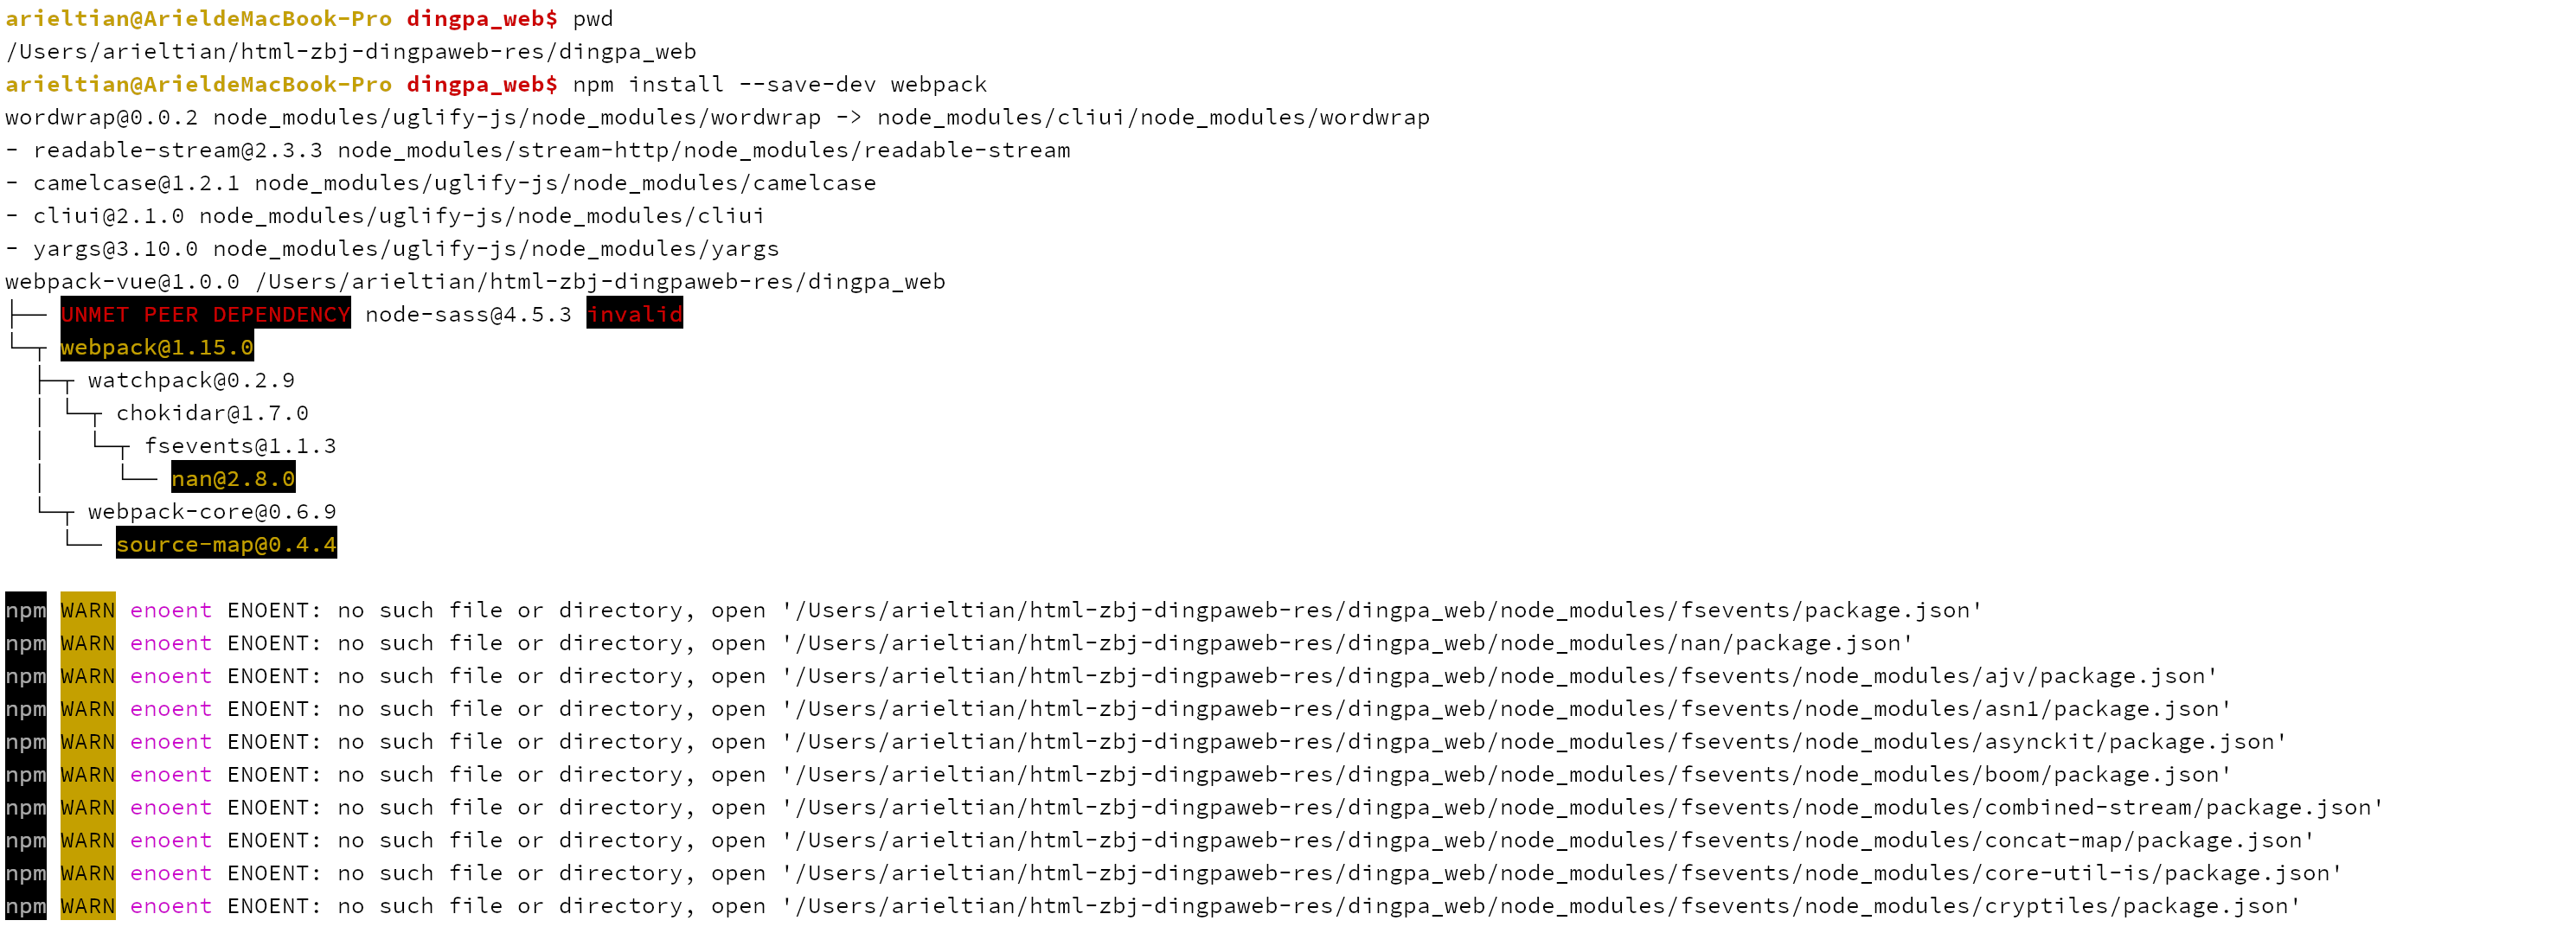 arieltian@ArieldeMacBook-Pro dingpa_web$ pwd
/Users/arieltian/html-zbj-dingpaweb-res/dingpa_web
arieltian@ArieldeMacBook-Pro dingpa_web$ npm install --save-dev webpack
wordwrap@0.0.2 node_modules/uglify-js/node_modules/wordwrap -> node_modules/cliui/node_modules/wordwrap
- readable-stream@2.3.3 node_modules/stream-http/node_modules/readable-stream
- camelcase@1.2.1 node_modules/uglify-js/node_modules/camelcase
- cliui@2.1.0 node_modules/uglify-js/node_modules/cliui
- yargs@3.10.0 node_modules/uglify-js/node_modules/yargs
webpack-vue@1.0.0 /Users/arieltian/html-zbj-dingpaweb-res/dingpa_web
├── UNMET PEER DEPENDENCY node-sass@4.5.3 invalid
└─┬ webpack@1.15.0
  ├─┬ watchpack@0.2.9
  │ └─┬ chokidar@1.7.0
  │   └─┬ fsevents@1.1.3
  │     └── nan@2.8.0
  └─┬ webpack-core@0.6.9
    └── source-map@0.4.4
npm WARN enoent ENOENT: no such file or directory, open '/Users/arieltian/html-zbj-dingpaweb-res/dingpa_web/node_modules/fsevents/package.json'
npm WARN enoent ENOENT: no such file or directory, open '/Users/arieltian/html-zbj-dingpaweb-res/dingpa_web/node_modules/nan/package.json'
npm WARN enoent ENOENT: no such file or directory, open '/Users/arieltian/html-zbj-dingpaweb-res/dingpa_web/node_modules/fsevents/node_modules/ajv/package.json'
npm WARN enoent ENOENT: no such file or directory, open '/Users/arieltian/html-zbj-dingpaweb-res/dingpa_web/node_modules/fsevents/node_modules/asn1/package.json'
npm WARN enoent ENOENT: no such file or directory, open '/Users/arieltian/html-zbj-dingpaweb-res/dingpa_web/node_modules/fsevents/node_modules/asynckit/package.json'
npm WARN enoent ENOENT: no such file or directory, open '/Users/arieltian/html-zbj-dingpaweb-res/dingpa_web/node_modules/fsevents/node_modules/boom/package.json'
npm WARN enoent ENOENT: no such file or directory, open '/Users/arieltian/html-zbj-dingpaweb-res/dingpa_web/node_modules/fsevents/node_modules/combined-stream/package.json'
npm WARN enoent ENOENT: no such file or directory, open '/Users/arieltian/html-zbj-dingpaweb-res/dingpa_web/node_modules/fsevents/node_modules/concat-map/package.json'
npm WARN enoent ENOENT: no such file or directory, open '/Users/arieltian/html-zbj-dingpaweb-res/dingpa_web/node_modules/fsevents/node_modules/core-util-is/package.json'
npm WARN enoent ENOENT: no such file or directory, open '/Users/arieltian/html-zbj-dingpaweb-res/dingpa_web/node_modules/fsevents/node_modules/cryptiles/package.json'